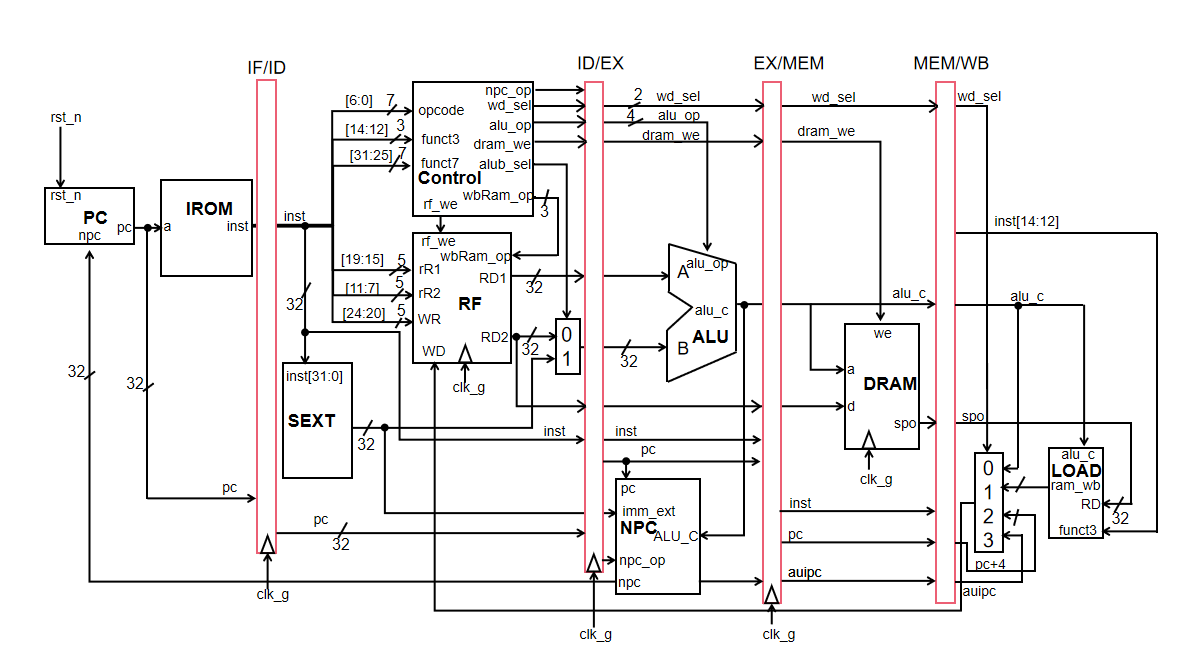 IF/ID
ID/EX
EX/MEM
MEM/WB
rst_n
rst_n
PC
pc
npc
IROM
a
inst
inst
[6:0]
7
[14:12]
3
[31:25]
7
opcode
funct3
funct7
Control
npc_op
wd_sel
alu_op
dram_we
alub_sel
wbRam_op
rf_we
3
2
wd_sel
4
alu_op
dram_we
wd_sel
dram_we
wd_sel
inst[14:12]
rf_we
wbRam_op
[19:15]
5
rR1
[11:7]
5
rR2
[24:20]
5
WR
RF
RD1
32
RD2
32
WD
clk_g
0
1
32
32
inst[31:0]
SEXT
32
A
alu_op
alu_c
ALU
B
alu_c
alu_c
we
a
DRAM
d
spo
clk_g
spo
32
32
pc
inst
inst
pc
pc
32
pc
imm_ext
NPC
ALU_C
npc_op
npc
inst
pc
auipc
0
1
2
3
alu_c
LOAD
ram_wb
RD
32
funct3
pc+4
auipc
clk_g
clk_g
clk_g